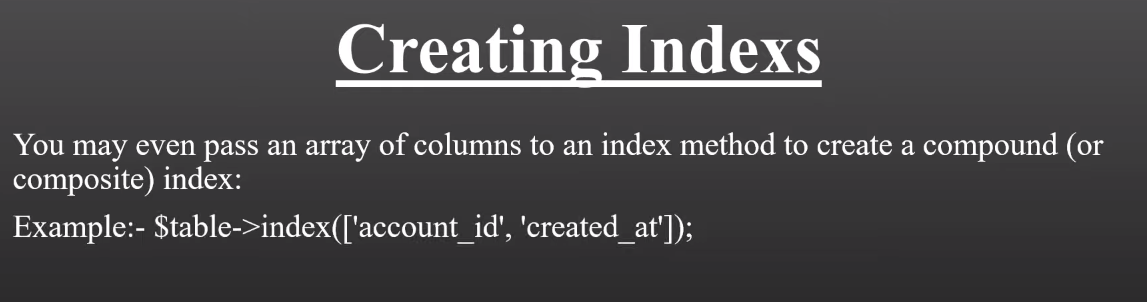 Creating Indexs
You may even pass an array of columns to an index method to create a compound (or
composite) index:
Example:- $table->index(['account_id', 'created_at']);